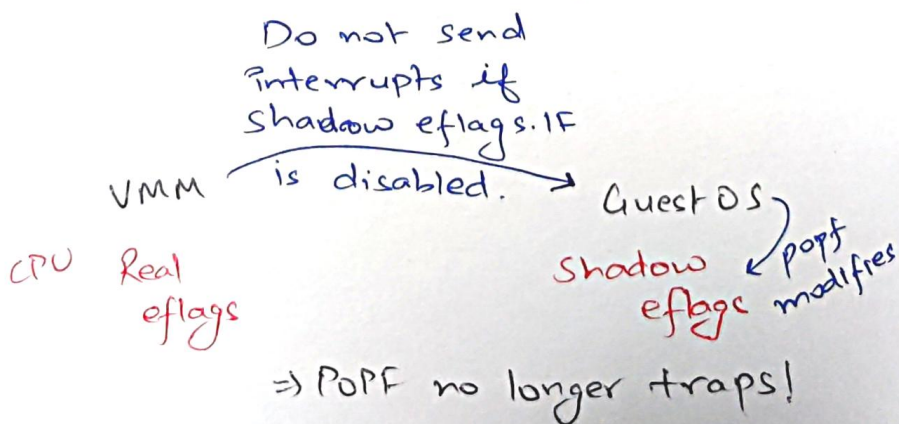 Do not send
interrupts if
Shadow eflags.IF
is disabled.
VMM
Guest OS
popf
modifies
CPU Real
eflags
Shadow
eflags
=> POPF no longer traps!